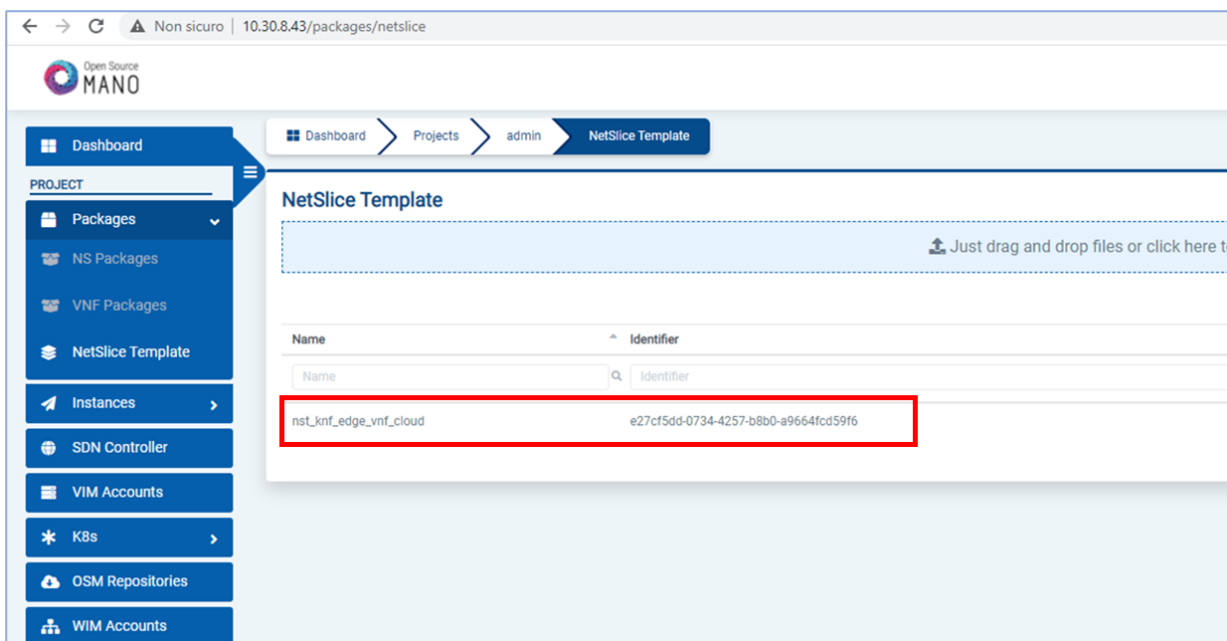 Non sicuro | 10.30.8.43/packages/netslice
Open Source
MANO
Dashboard
PROJECT
Packages
NS Packages
VNF Packages
NetSlice Template
Instances
SDN Controller
VIM Accounts
K8s
OSM Repositories
WIM Accounts
Dashboard Projects admin NetSlice Template
NetSlice Template
Just drag and drop files or click here
Name Identifier
Name Identifier
nst_knf_edge_vnf_cloud e27cf5dd-0734-4257-b8b0-a9664fcd59f6